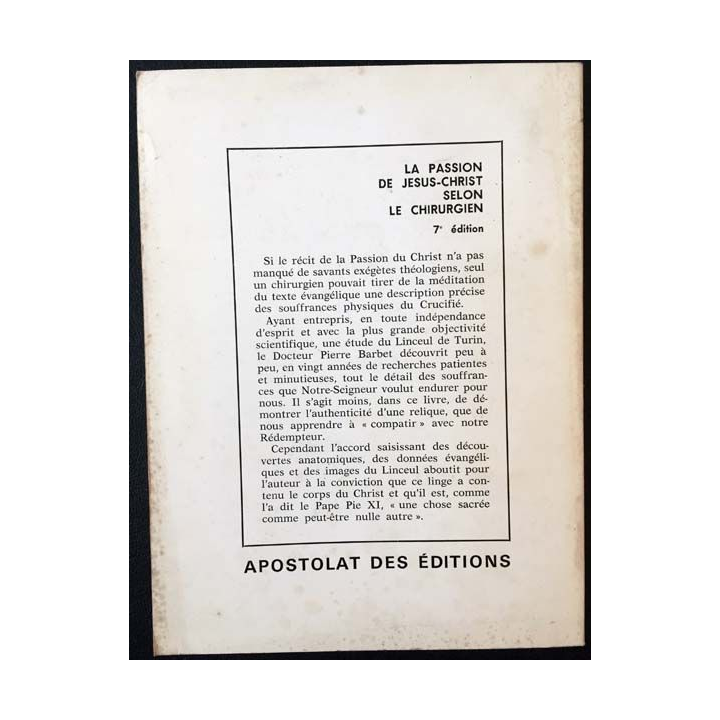 LA PASSION
DE JESUS-CHRIST
SELON
LE CHIRURGIEN
7e édition
Si le récit de la Passion du Christ n'a pas
manqué de savants exégètes théologiens, seul
un chirurgien pouvait tirer de la méditation
du texte évangélique une description précise
des souffrances physiques du Crucifié.
Ayant entrepris, en toute indépendance
d'esprit et avec la plus grande objectivité
scientifique, une étude du Linceul de Turin,
le Docteur Pierre Barbet découvrit peu à
peu, en vingt années de recherches patientes
et minutieuses, tout le détail des souffran-
ces que Notre-Seigneur voulut endurer pour
nous. Il s'agit moins, dans ce livre, de dé-
montrer l'authenticité d'une relique, que de
nous apprendre à « compatir » avec notre
Rédempteur.
Cependant l'accord saisissant des décou-
vertes anatomiques, des données évangéli-
ques et des images du Linceul aboutit pour
l'auteur à la conviction que ce linge a con-
tenu le corps du Christ et qu'il est, comme
l'a dit le Pape Pie XI, « une chose sacrée
comme peut-être nulle autre ».
APOSTOLAT DES ÉDITIONS